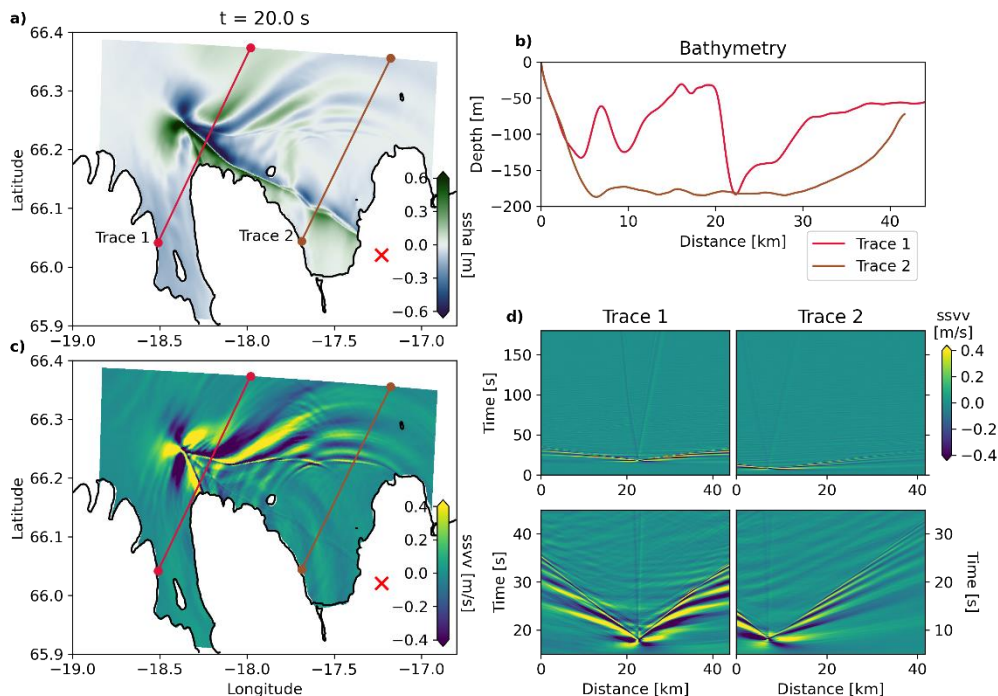 a)
t = 20.0 s
66.4
66.3
66.2
66.1
66.0
65.9
Latitude
−19.0
−18.5
−18.0
−17.5
−17.0
Trace 1
Trace 2
0.6
0.3
0.0
−0.3
−0.6
ssha [m]
b)
Bathymetry
0
−50
−100
−150
−200
Depth [m]
0
10
20
30
40
Distance [km]
Trace 1
Trace 2
c)
66.4
66.3
66.2
66.1
66.0
65.9
Latitude
−19.0
−18.5
−18.0
−17.5
−17.0
Longitude
0.4
0.2
0.0
−0.2
−0.4
ssvv [m/s]
d)
Trace 1
Trace 2
ssvv
[m/s]
0.4
0.2
0.0
−0.2
−0.4
150
100
50
0
Time [s]
0
20
40
0
20
40
40
30
20
Time [s]
30
20
10
Time [s]
0
20
40
0
20
40
Distance [km]
Distance [km]